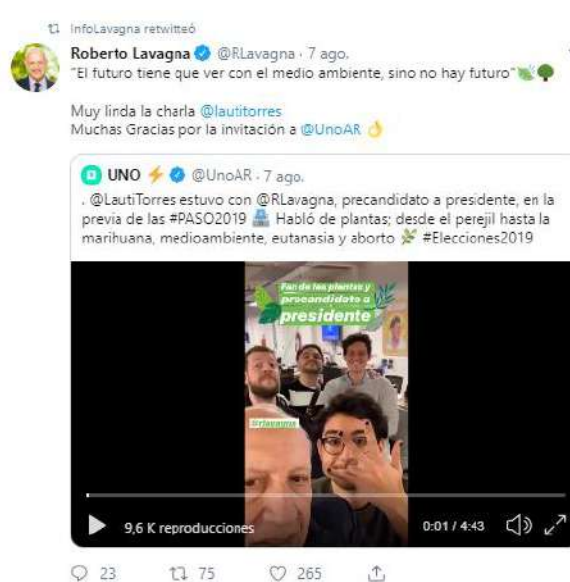 InfoLavagna retwitteó
Roberto Lavagna @RLavagna · 7 ago.
"El futuro tiene que ver con el medio ambiente, sino no hay futuro"
Muy linda la charla @lautitorres
Muchas Gracias por la invitación a @UnoAR
UNO @UnoAR · 7 ago.
. @LautiTorres estuvo con @RLavagna, precandidato a presidente, en la
previa de las #PASO2019 Habló de plantas; desde el perejil hasta la
marihuana, medioambiente, eutanasia y aborto #Elecciones2019
Fan de las plantas y
precandidato a
presidente
@rlavagna
9,6 K reproducciones
0:01 / 4:43
23 75 265